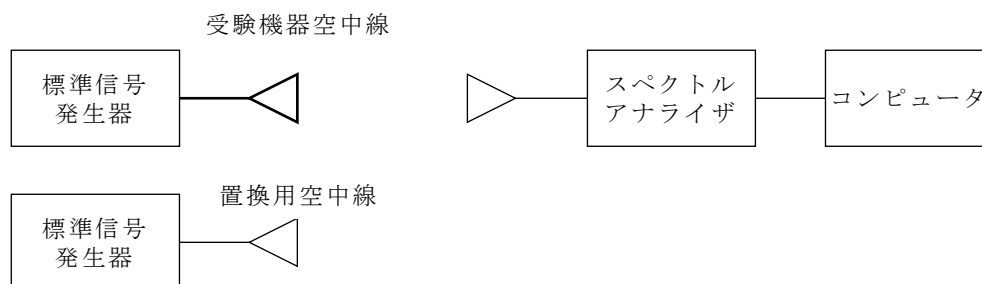 受験機器空中線
標準信号
発生器
スペクトル
アナライザ
コンピュータ
置換用空中線
標準信号
発生器